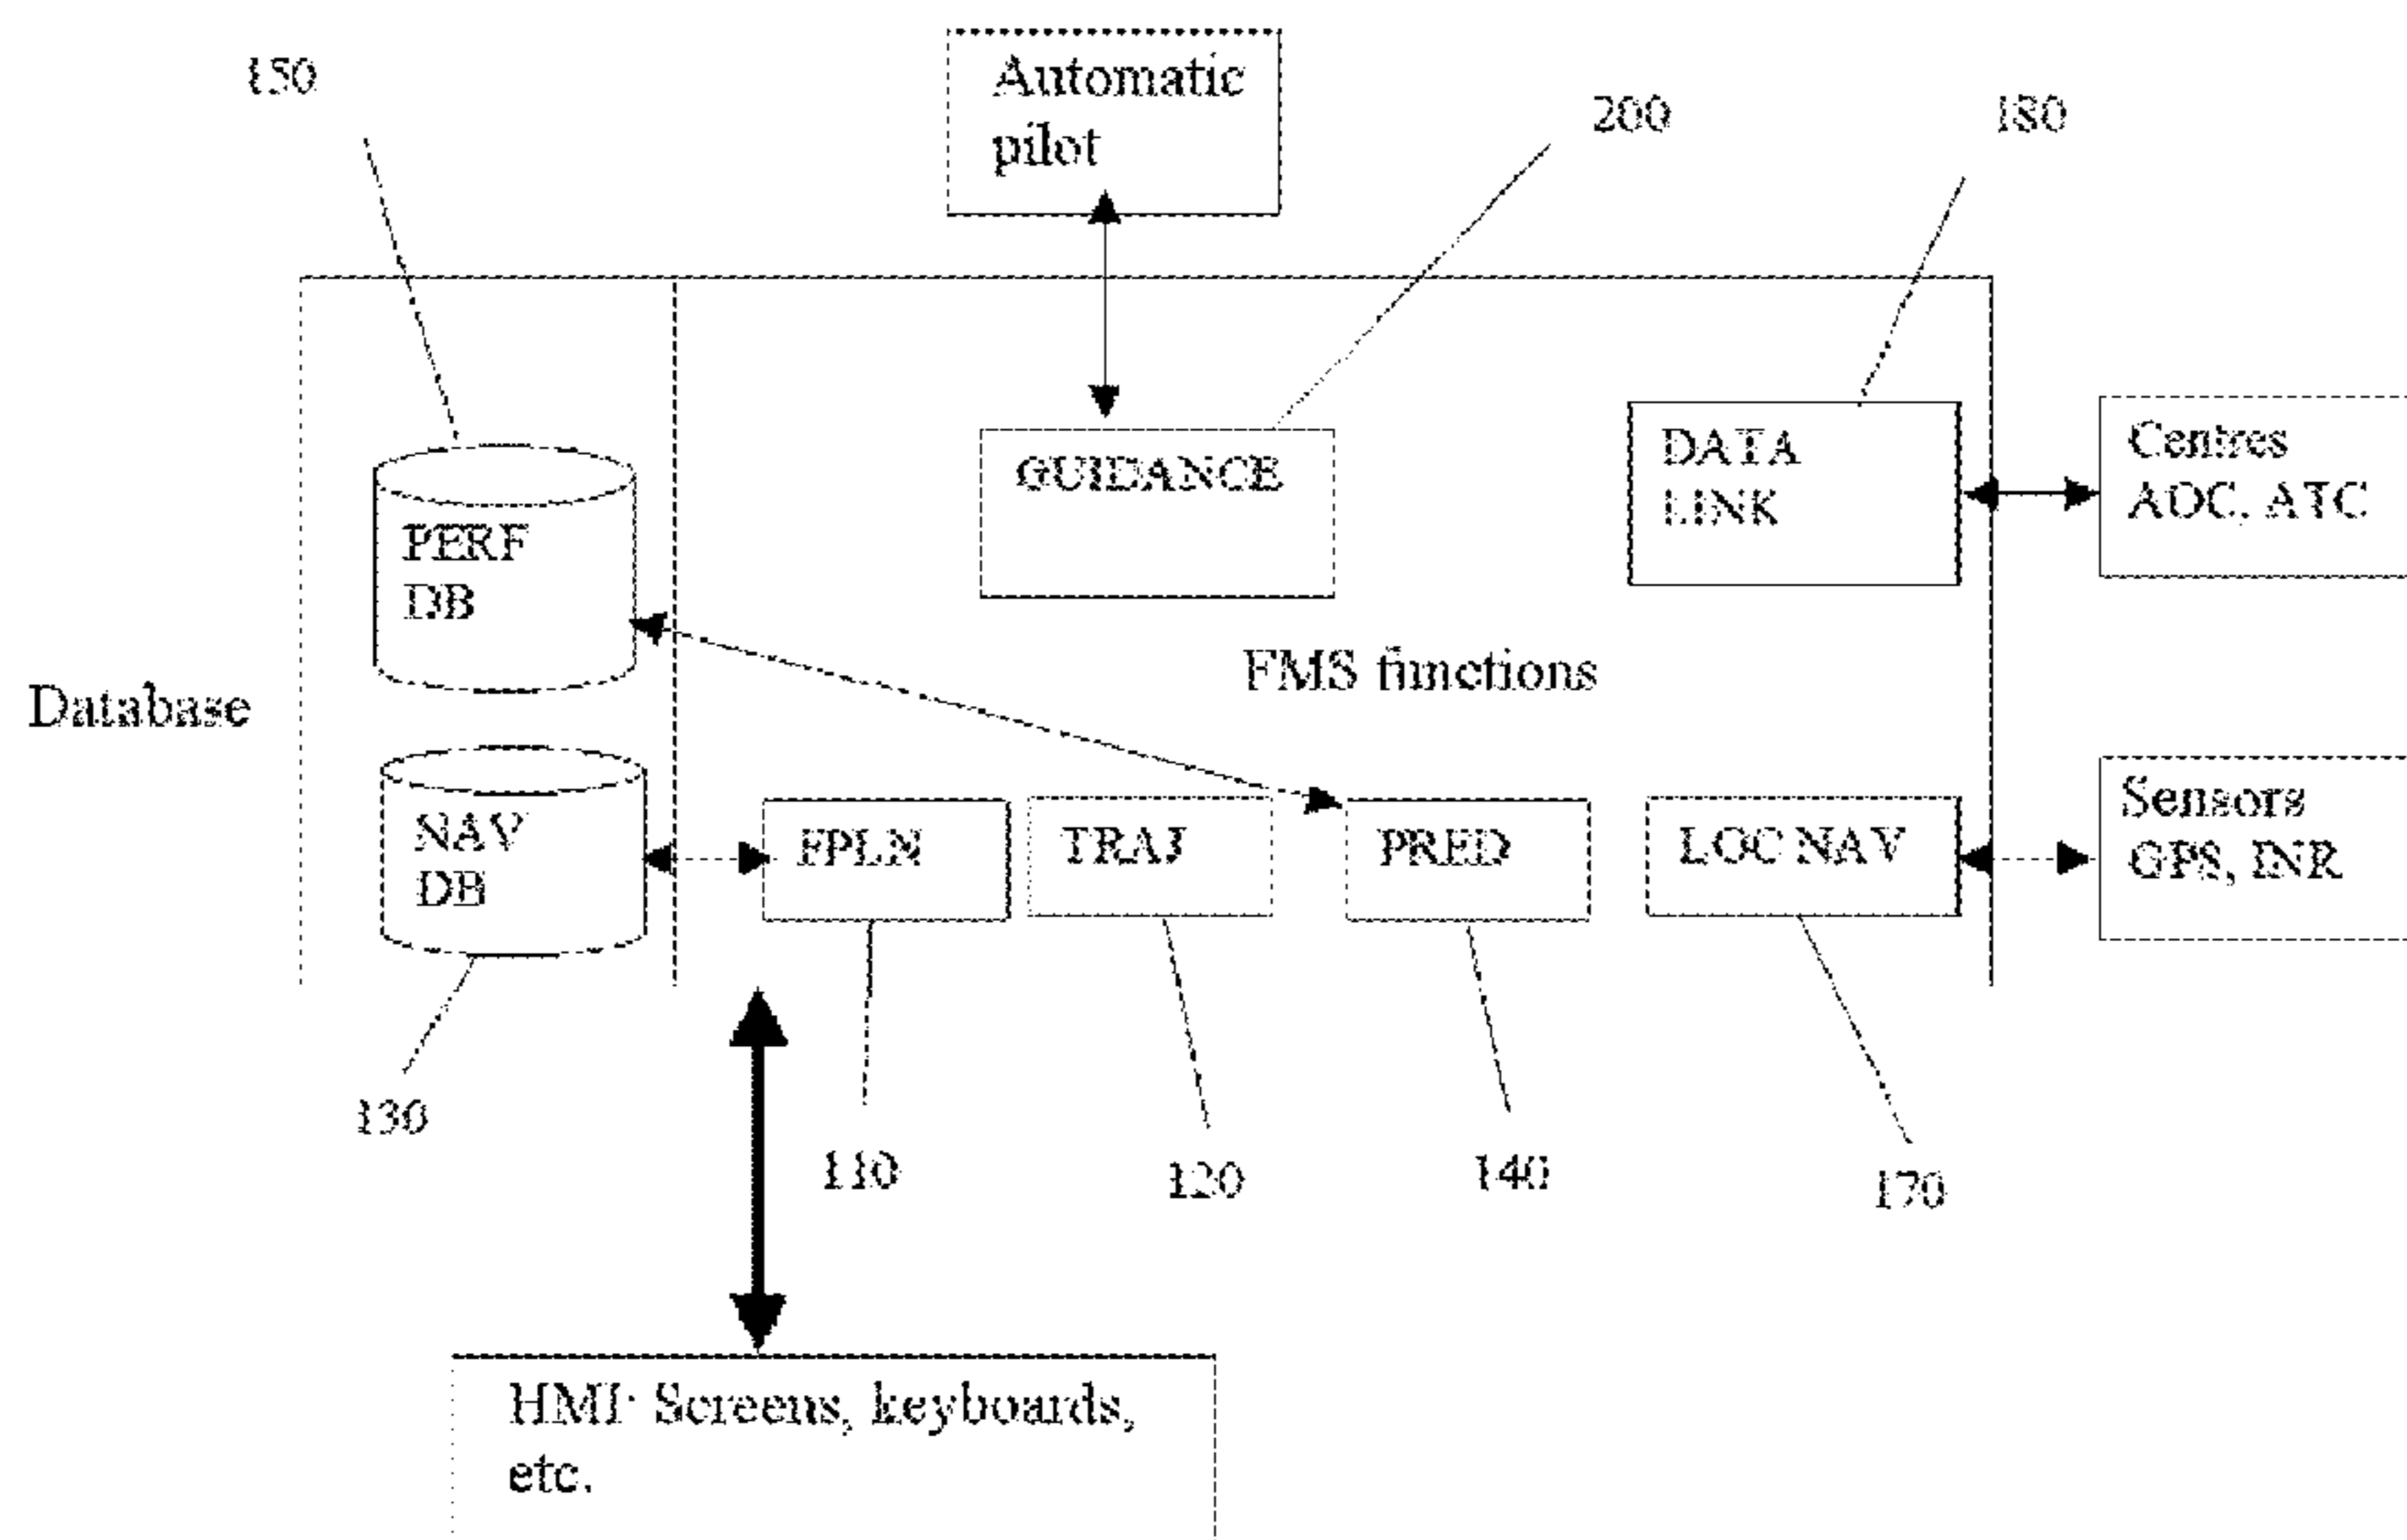 150
Automatic
pilot
200
180
GUIDANCE
DATA
LINK
Centres
AOC, ATC
PERF
DB
FMS functions
Database
NAV
DB
FPLN
TRAJ
PRED
LOC NAV
Sensors
GPS, INR
130
110
120
140
170
HMI: Screens, keyboards,
etc.